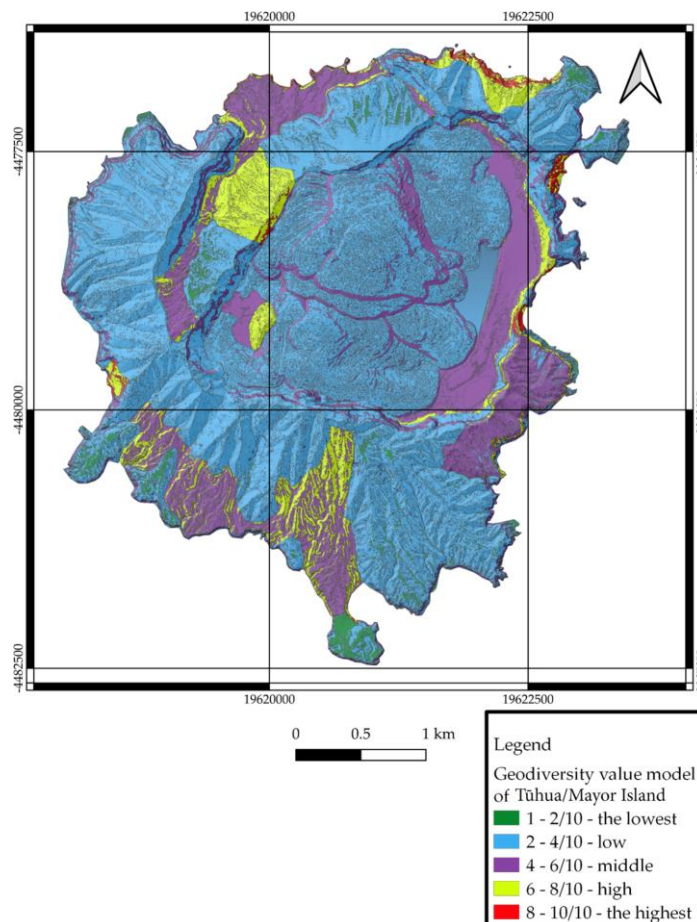 19620000 19622500
-4477500
-4480000
-4482500
19620000 19622500
0 0.5 1 km
Legend
Geodiversity value model
of Tūhua/Mayor Island
1 - 2/10 - the lowest
2 - 4/10 - low
4 - 6/10 - middle
6 - 8/10 - high
8 - 10/10 - the highest